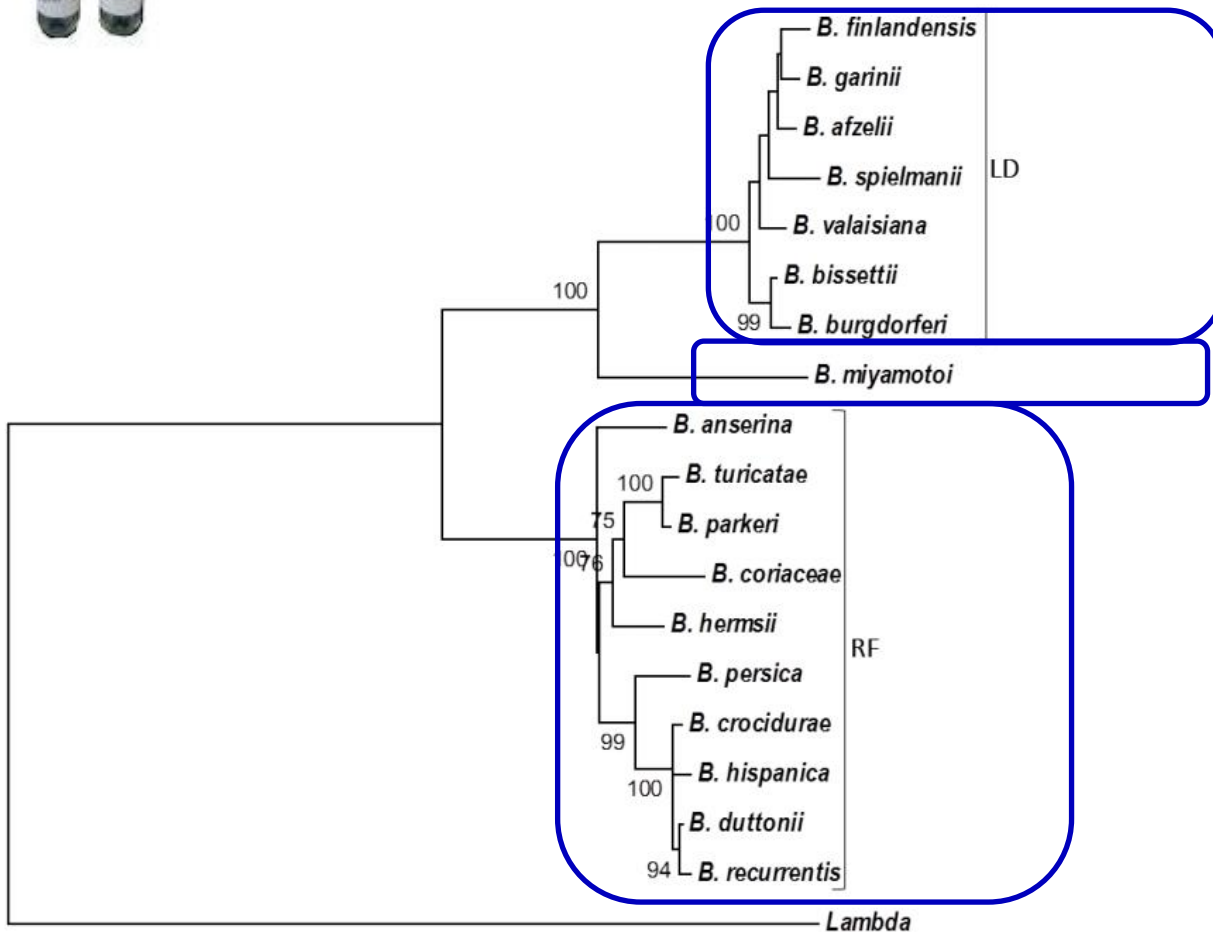 B. finlandensis
B. garinii
B. afzelii
B. spielmanii
LD
100
B. valaisiana
B. bissettii
100
99
B. burgdorferi
B. miyamotoi
B. anserina
B. turicatae
100
75
B. parkeri
100
76
B. coriaceae
B. hermsii
RF
B. persica
B. crocidurae
99
B. hispanica
100
B. duttonii
94
B. recurrentis
Lambda